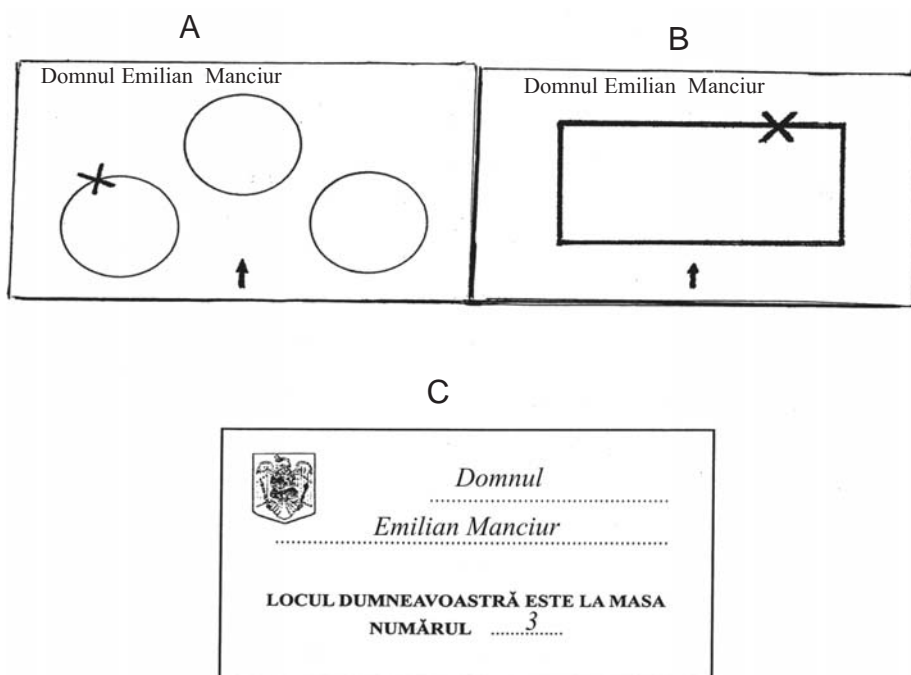 A
B
Domnul Emilian Manciur
Domnul Emilian Manciur
C
Domnul
Emilian Manciur
LOCUL DUMNEAVOASTRĂ ESTE LA MASA
NUMĂRUL 3